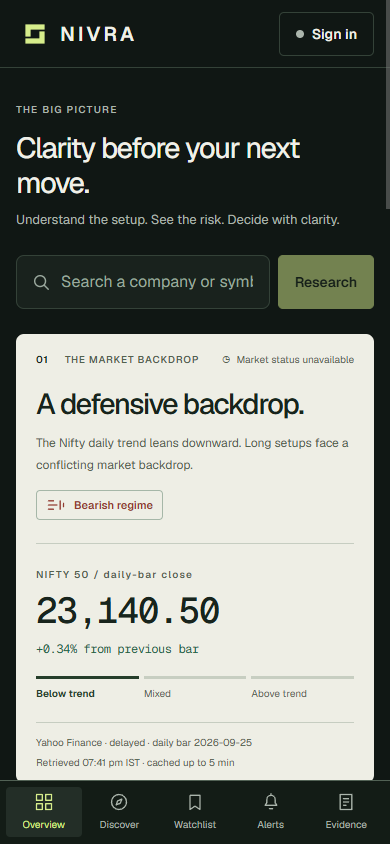 NIVRA
Sign in
THE BIG PICTURE
Clarity before your next
move.
Understand the setup. See the risk. Decide with clarity.
Search a company or symb
Research
01 THE MARKET BACKDROP Market status unavailable
A defensive backdrop.
The Nifty daily trend leans downward. Long setups face a
conflicting market backdrop.
Bearish regime
NIFTY 50 / daily-bar close
23,140.50
+0.34% from previous bar
Below trend Mixed Above trend
Yahoo Finance · delayed · daily bar 2026-09-25
Retrieved 07:41 pm IST · cached up to 5 min
Overview Discover Watchlist Alerts Evidence